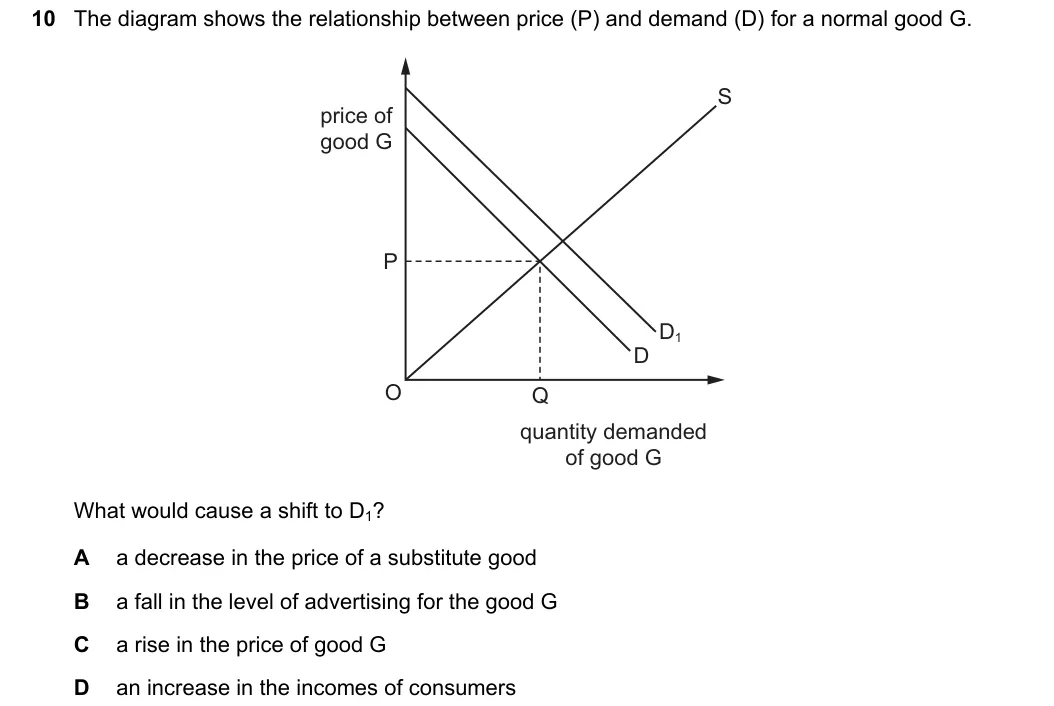 10 The diagram shows the relationship between price (P) and demand (D) for a normal good G.
price of
good G
S
P
D₁
D
O
Q
quantity demanded
of good G
What would cause a shift to D₁?
A a decrease in the price of a substitute good
B a fall in the level of advertising for the good G
C a rise in the price of good G
D an increase in the incomes of consumers